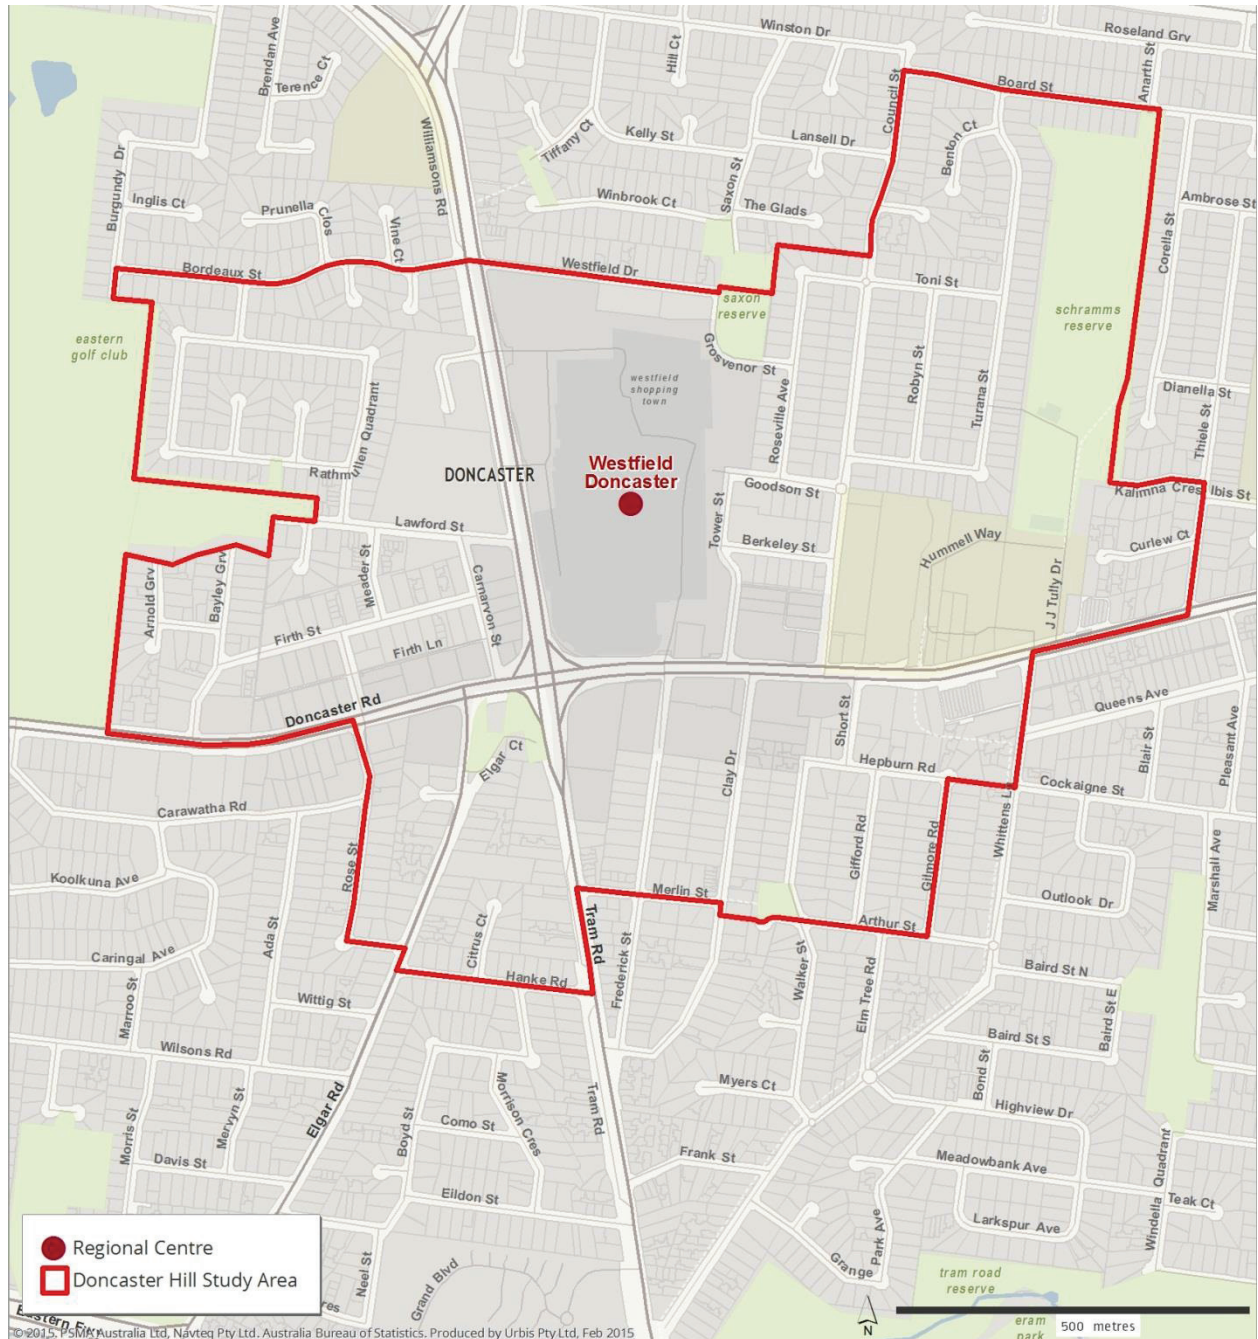 Winston Dr
Roseland Grv
Brendan Ave
Hill Ct
Terence Ct
Council St
Board St
Anarth St
Williamsons Rd
Tiffany Ct
Kelly St
Lansell Dr
Benton Ct
Burgundy Dr
Inglis Ct
Prunella Clos
Vine Ct
Winbrook Ct
Saxon St
The Glads
Ambrose St
Corella St
Bordeaux St
Westfield Dr
Toni St
saxon
reserve
schramms
reserve
eastern
golf club
Grosvenor St
westfield
shopping
town
Roseville Ave
Robyn St
Turana St
Dianella St
Thiele St
Rathmullen Quadrant
DONCASTER
Westfield
Doncaster
Goodson St
Kalimna Cres
Ibis St
Lawford St
Tower St
Berkeley St
Hummell Way
Curlew Ct
J J Tully Dr
Arnold Grv
Bayley Grv
Meader St
Carnarvon St
Firth St
Firth Ln
Doncaster Rd
Elgar Ct
Short St
Queens Ave
Blair St
Pleasant Ave
Clay Dr
Hepburn Rd
Cockaigne St
Carawatha Rd
Whittens Ln
Gifford Rd
Gilmore Rd
Marshall Ave
Koolkuna Ave
Rose St
Merlin St
Outlook Dr
Ada St
Arthur St
Caringal Ave
Citrus Ct
Tram Rd
Frederick St
Walker St
Hanke Rd
Baird St N
Marroo St
Wittig St
Elm Tree Rd
Baird St E
Wilsons Rd
Baird St S
Elgar Rd
Morris St
Mervyn St
Boyd St
Morrison Cres
Tram Rd
Myers Ct
Bond St
Highview Dr
Como St
Davis St
Frank St
Meadowbank Ave
Windella Quadrant
Teak Ct
Eildon St
Larkspur Ave
Park Ave
Grange
Neel St
Grand Blvd
tram road
reserve
Regional Centre
Doncaster Hill Study Area
eram
park
N
500 metres
© 2015. PSMA Australia Ltd, Navteq Pty Ltd. Australia Bureau of Statistics. Produced by Urbis Pty Ltd, Feb 2015